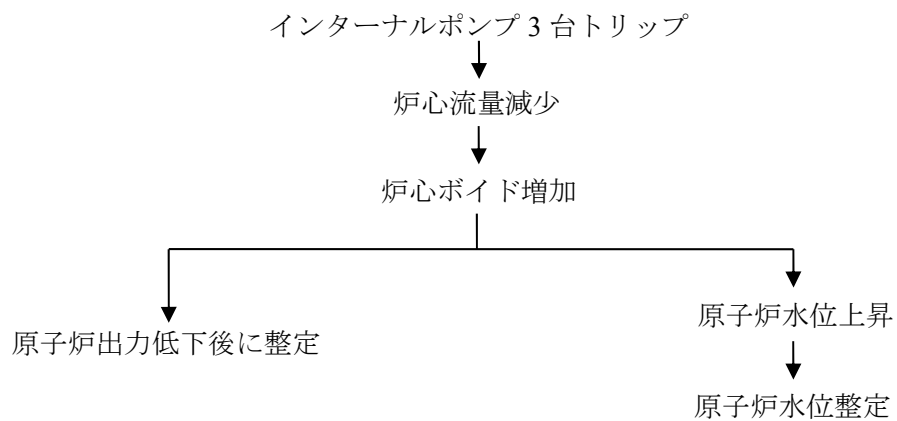 インターナルポンプ 3 台トリップ
炉心流量減少
炉心ボイド増加
原子炉出力低下後に整定
原子炉水位上昇
原子炉水位整定